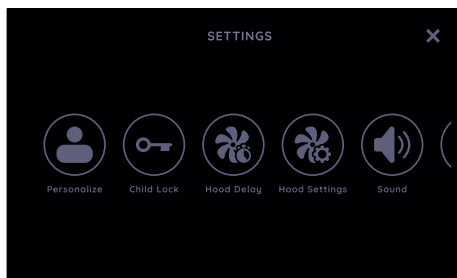 SETTINGS
Personalize
Child Lock
Hood Delay
Hood Settings
Sound